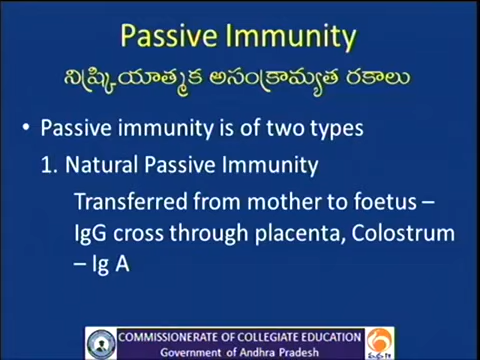 Passive Immunity
నిష్క్రియాత్మక అసంక్రామ్యత రకాలు
• Passive immunity is of two types
1. Natural Passive Immunity
Transferred from mother to foetus –
IgG cross through placenta, Colostrum
– Ig A
COMMISSIONERATE OF COLLEGIATE EDUCATION
Government of Andhra Pradesh